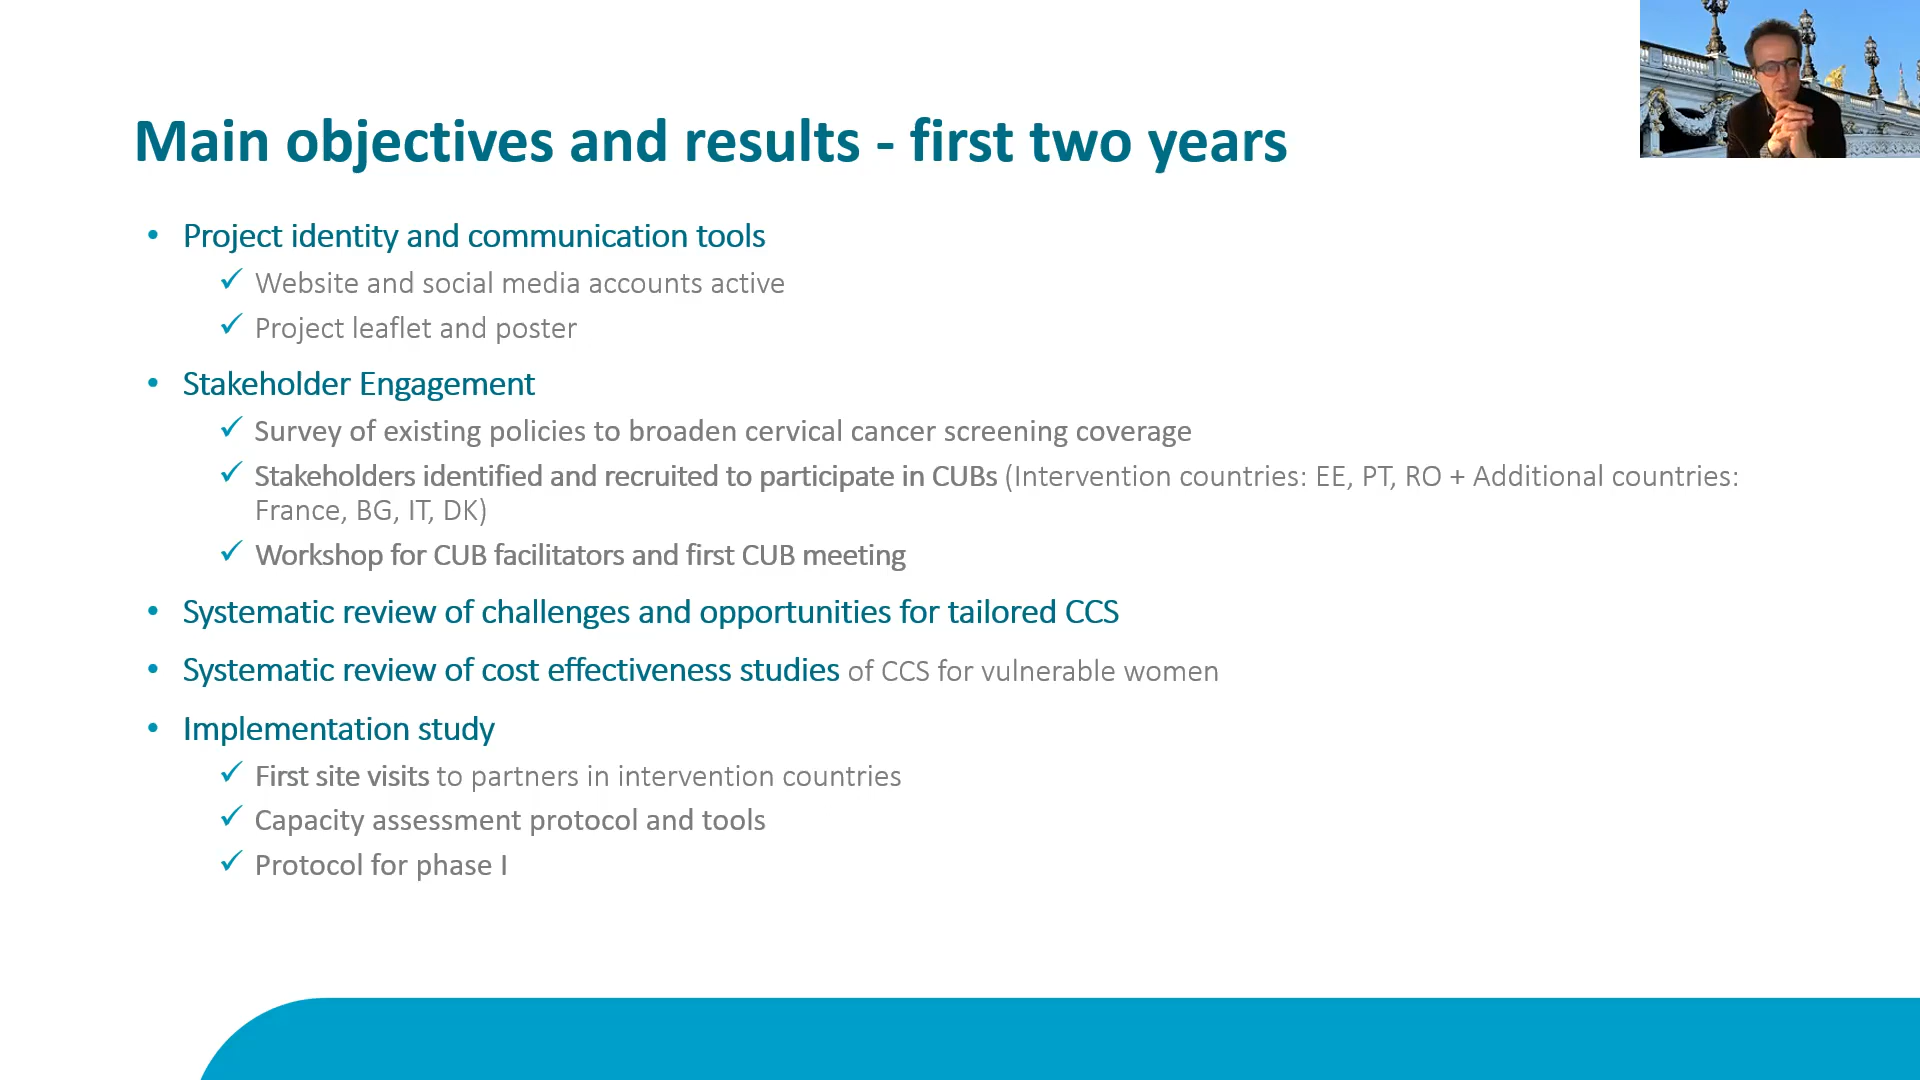 Main objectives and results - first two years
• Project identity and communication tools
✓ Website and social media accounts active
✓ Project leaflet and poster
• Stakeholder Engagement
✓ Survey of existing policies to broaden cervical cancer screening coverage
✓ Stakeholders identified and recruited to participate in CUBs (Intervention countries: EE, PT, RO + Additional countries:
France, BG, IT, DK)
✓ Workshop for CUB facilitators and first CUB meeting
• Systematic review of challenges and opportunities for tailored CCS
• Systematic review of cost effectiveness studies of CCS for vulnerable women
• Implementation study
✓ First site visits to partners in intervention countries
✓ Capacity assessment protocol and tools
✓ Protocol for phase I